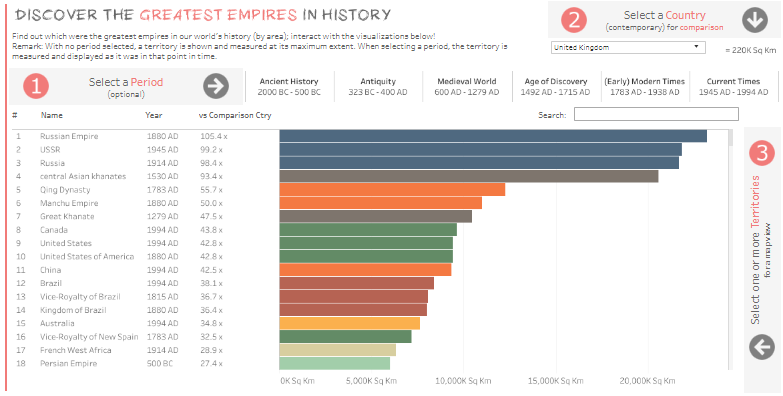 DISCOVER THE GREATEST EMPIRES IN HISTORY
Find out which were the greatest empires in our world's history (by area); interact with the visualizations below!
Remark: With no period selected, a territory is shown and measured at its maximum extent. When selecting a period, the territory is
measured and displayed as it was in that point in time.
2
Select a Country
(contemporary) for comparison
United Kingdom
= 220K Sq Km
1
Select a Period
(optional)
Ancient History
2000 BC - 500 BC
Antiquity
323 BC - 400 AD
Medieval World
600 AD - 1279 AD
Age of Discovery
1492 AD - 1715 AD
(Early) Modern Times
1783 AD - 1938 AD
Current Times
1945 AD - 1994 AD
# Name Year vs Comparison Ctry
Search:
1 Russian Empire 1880 AD 105.4 x
2 USSR 1945 AD 99.2 x
3 Russia 1914 AD 98.4 x
4 central Asian khanates 1530 AD 93.4 x
5 Qing Dynasty 1783 AD 55.7 x
6 Manchu Empire 1880 AD 50.0 x
7 Great Khanate 1279 AD 47.5 x
8 Canada 1994 AD 43.8 x
9 United States 1994 AD 42.8 x
10 United States of America 1880 AD 42.8 x
11 China 1994 AD 42.5 x
12 Brazil 1994 AD 38.1 x
13 Vice-Royalty of Brazil 1815 AD 36.7 x
14 Kingdom of Brazil 1880 AD 36.4 x
15 Australia 1994 AD 34.8 x
16 Vice-Royalty of New Spain 1783 AD 32.5 x
17 French West Africa 1914 AD 28.9 x
18 Persian Empire 500 BC 27.4 x
0K Sq Km 5,000K Sq Km 10,000K Sq Km 15,000K Sq Km 20,000K Sq Km
3
Select one or more Territories
for a map view